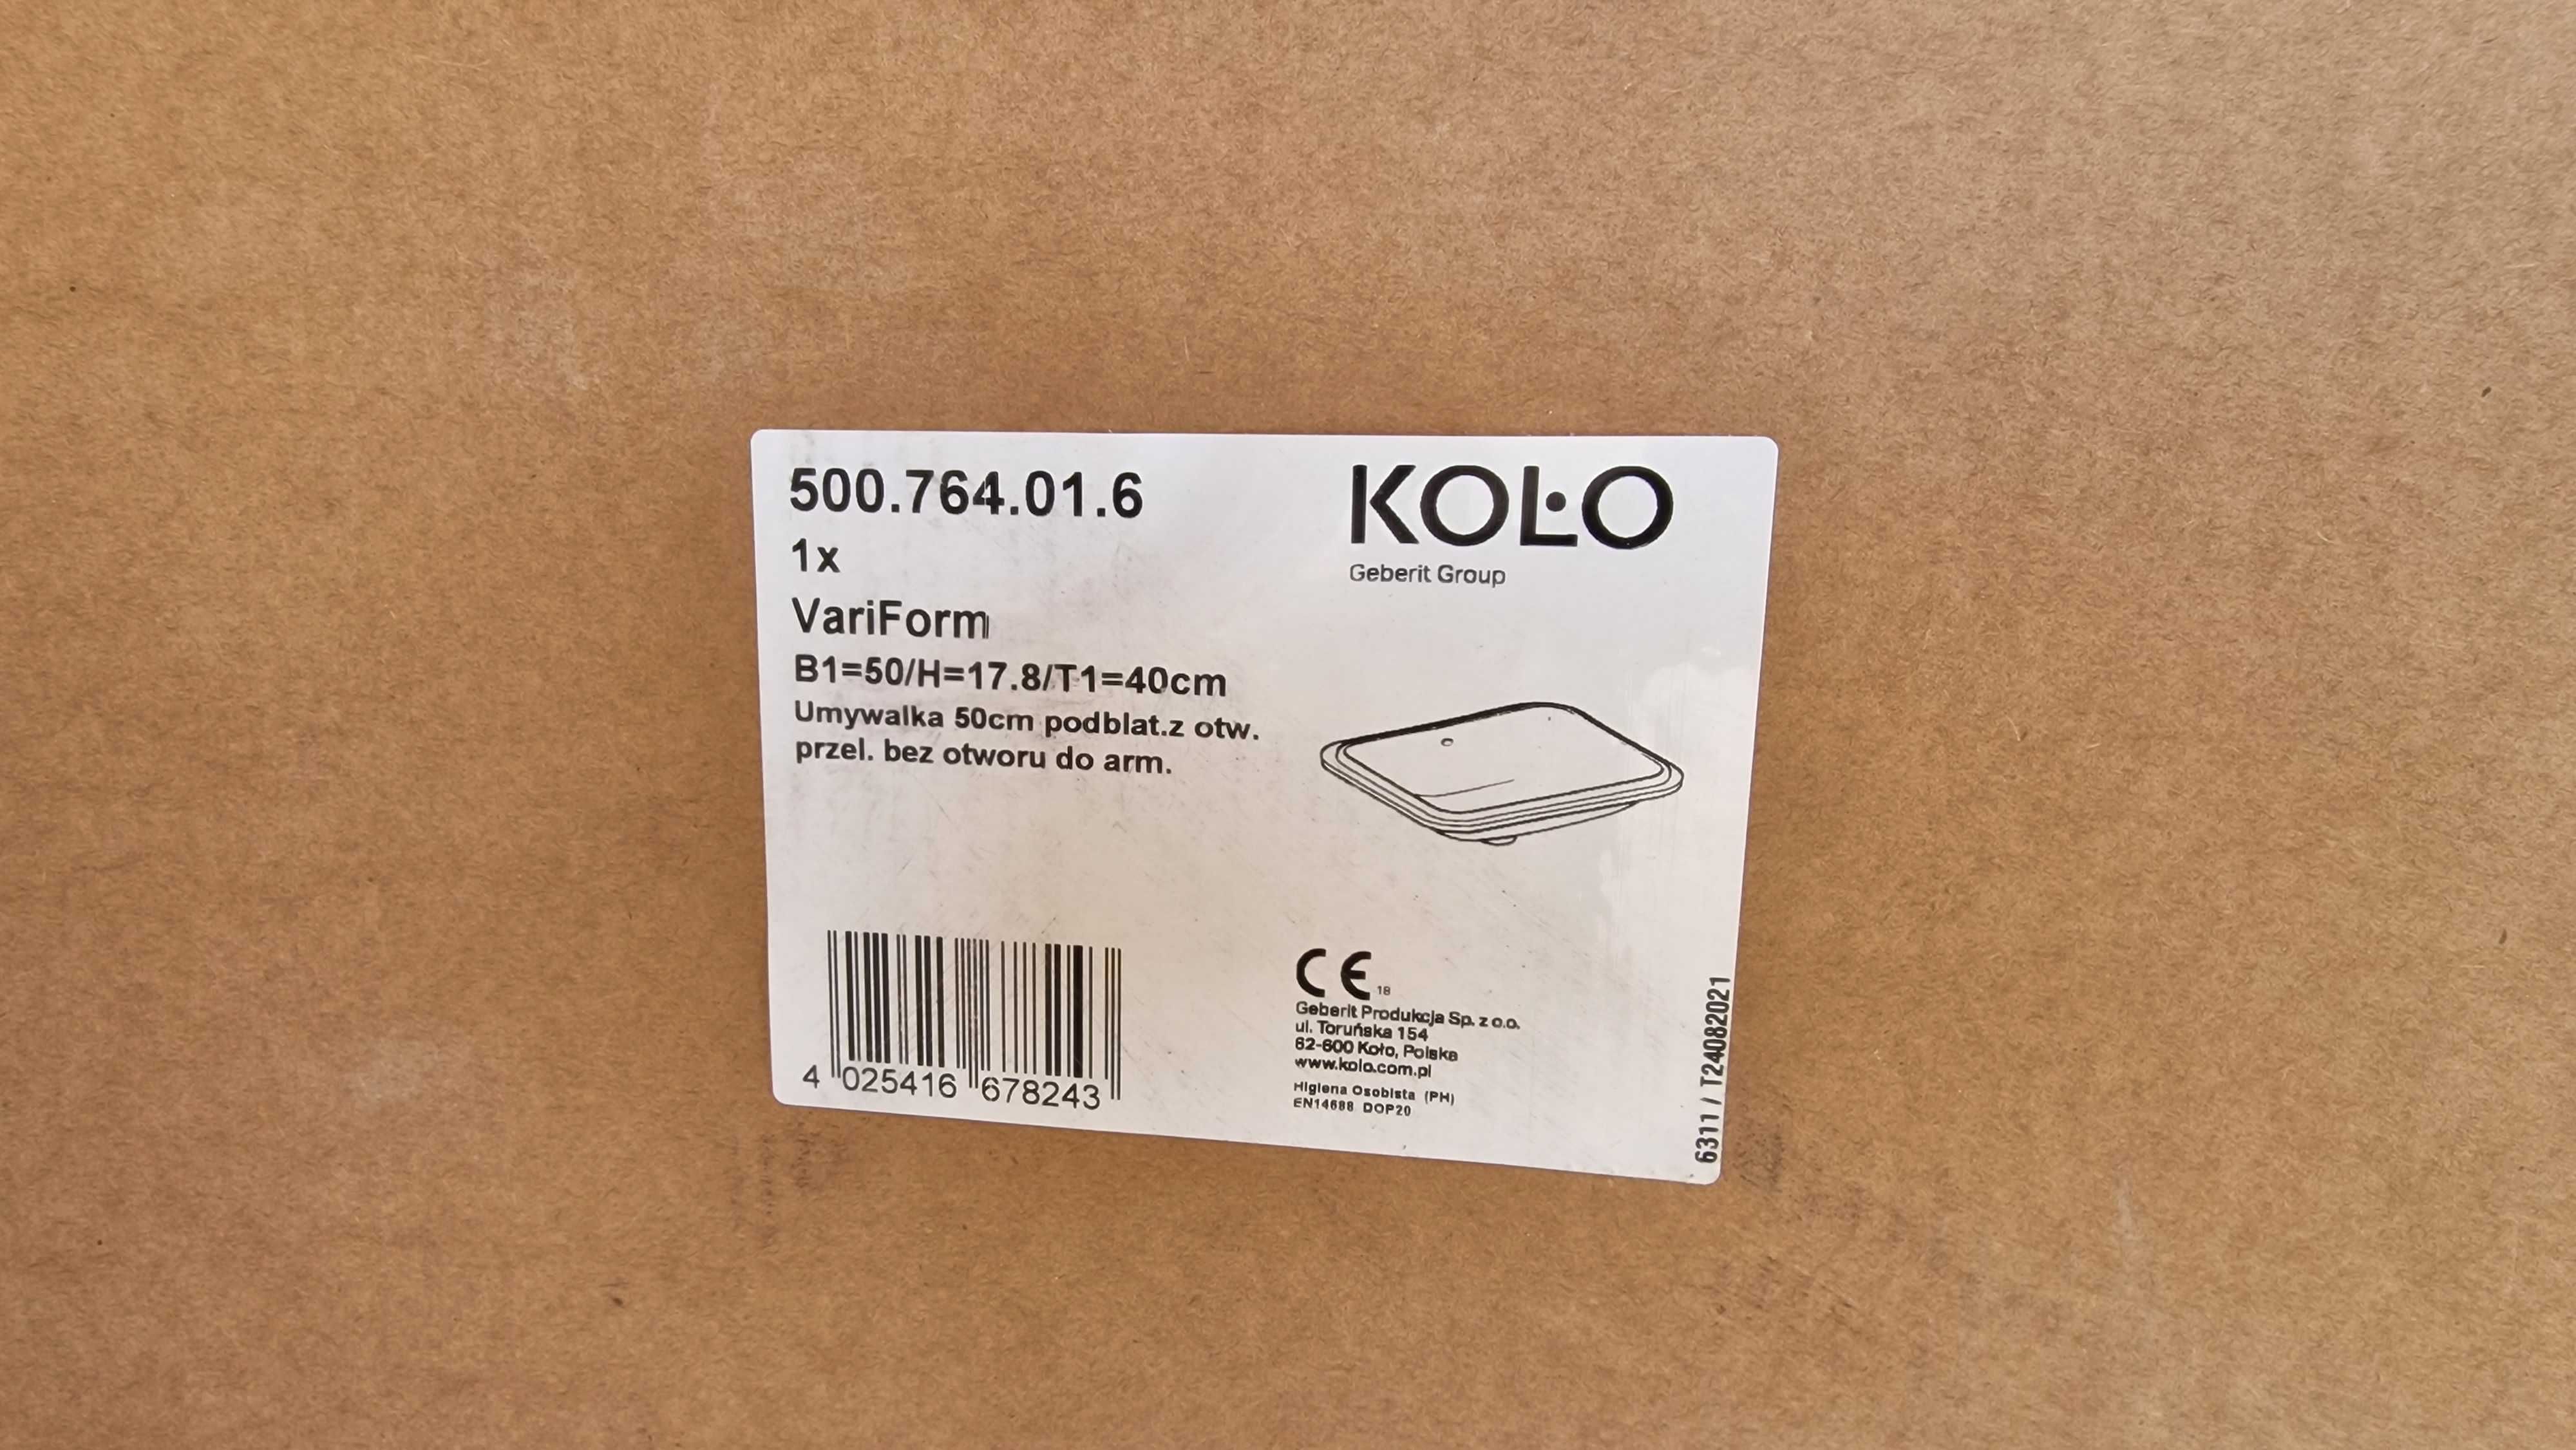 500.764.01.6
1x
VariForm
B1=50/H=17.8/T1=40cm
Umywalka 50cm podblat.z otw.
przel. bez otworu do arm.
KOŁO
Geberit Group
4 025416 678243
CE 18
Geberit Produkcja Sp. z o.o.
ul. Toruńska 154
62-600 Koło, Polska
www.kolo.com.pl
Higiena Osobista (PH)
EN14688 DOP20
6311 / T24082021